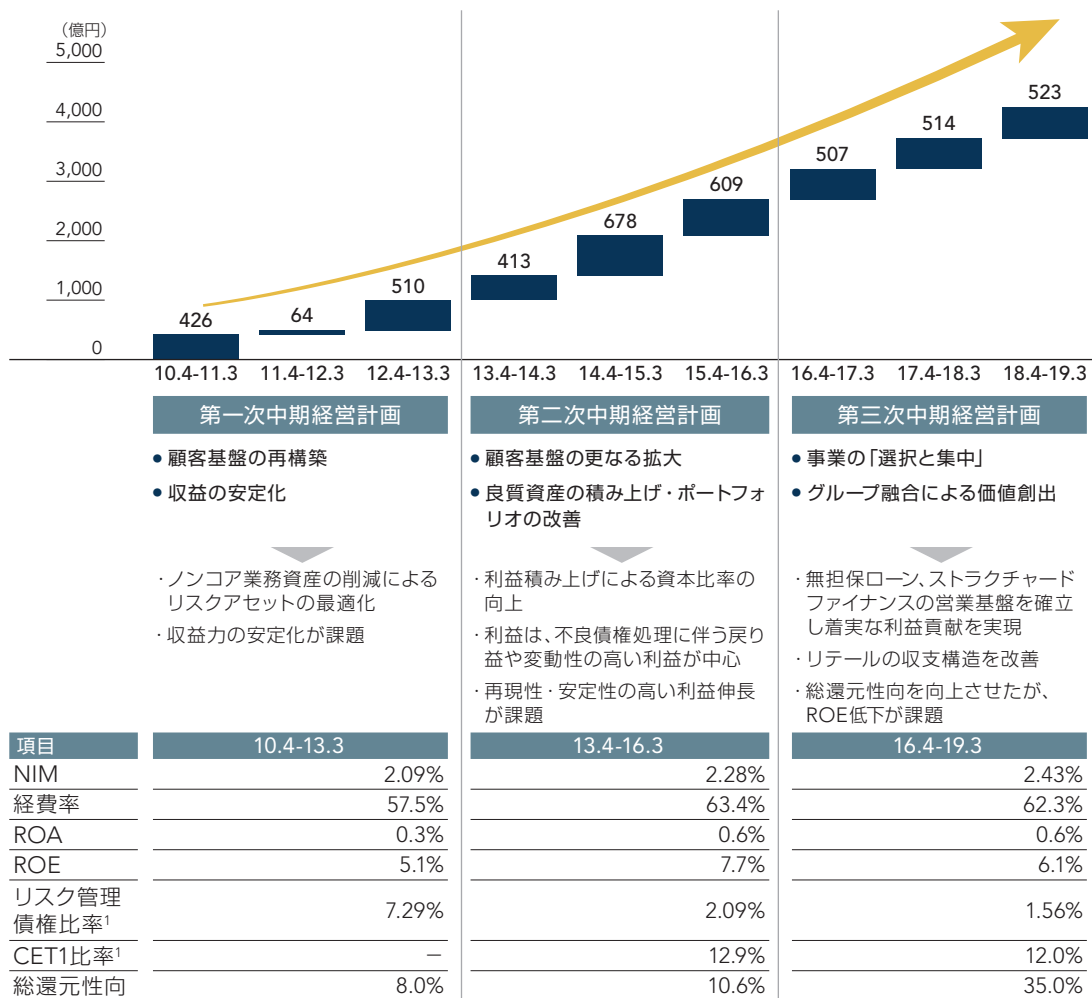 （億円）
5,000
4,000
3,000
2,000
1,000
0
426
64
510
413
678
609
507
514
523
10.4-11.3 11.4-12.3 12.4-13.3 13.4-14.3 14.4-15.3 15.4-16.3 16.4-17.3 17.4-18.3 18.4-19.3
第一次中期経営計画
● 顧客基盤の再構築
● 収益の安定化
・ノンコア業務資産の削減による
リスクアセットの最適化
・収益力の安定化が課題
第二次中期経営計画
● 顧客基盤の更なる拡大
● 良質資産の積み上げ・ポートフォ
リオの改善
・利益積み上げによる資本比率の
向上
・利益は、不良債権処理に伴う戻り
益や変動性の高い利益が中心
・再現性・安定性の高い利益伸長
が課題
第三次中期経営計画
● 事業の「選択と集中」
● グループ融合による価値創出
・無担保ローン、ストラクチャード
ファイナンスの営業基盤を確立
し着実な利益貢献を実現
・リテールの収支構造を改善
・総還元性向を向上させたが、
ROE低下が課題
項目 10.4-13.3 13.4-16.3 16.4-19.3
NIM 2.09% 2.28% 2.43%
経費率 57.5% 63.4% 62.3%
ROA 0.3% 0.6% 0.6%
ROE 5.1% 7.7% 6.1%
リスク管理
債権比率1 7.29% 2.09% 1.56%
CET1比率1 － 12.9% 12.0%
総還元性向 8.0% 10.6% 35.0%